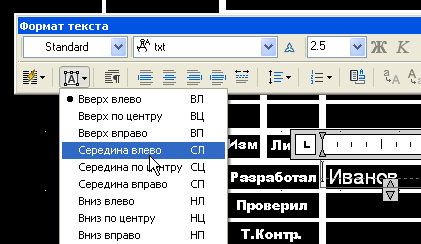 Формат текста
Standard txt 2.5 Ж К
Вверх влево ВЛ
Вверх по центру ВЦ
Вверх вправо ВП
Середина влево СЛ
Середина по центру СЦ
Середина вправо СП
Вниз влево НЛ
Вниз по центру НЦ
Вниз вправо НП
Изм Ли L
Разработал Иванов
Проверил
Т.Контр.